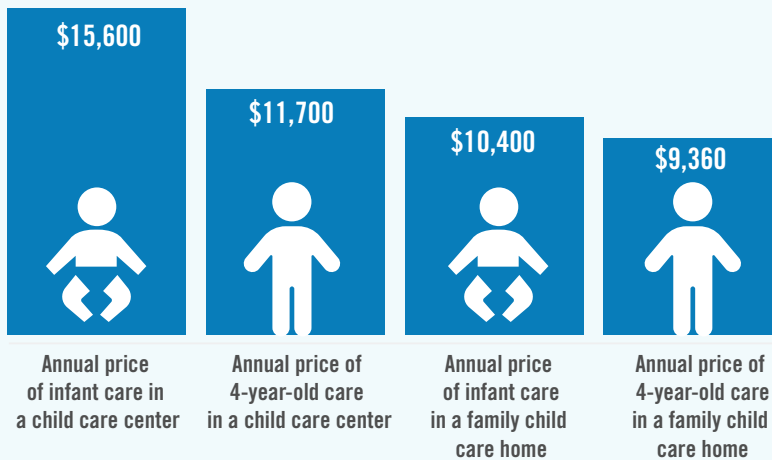 $15,600
$11,700
$10,400
$9,360
Annual price
of infant care in
a child care center
Annual price of
4-year-old care
in a child care center
Annual price
of infant care
in a family child
care home
Annual price of
4-year-old care
in a family child
care home